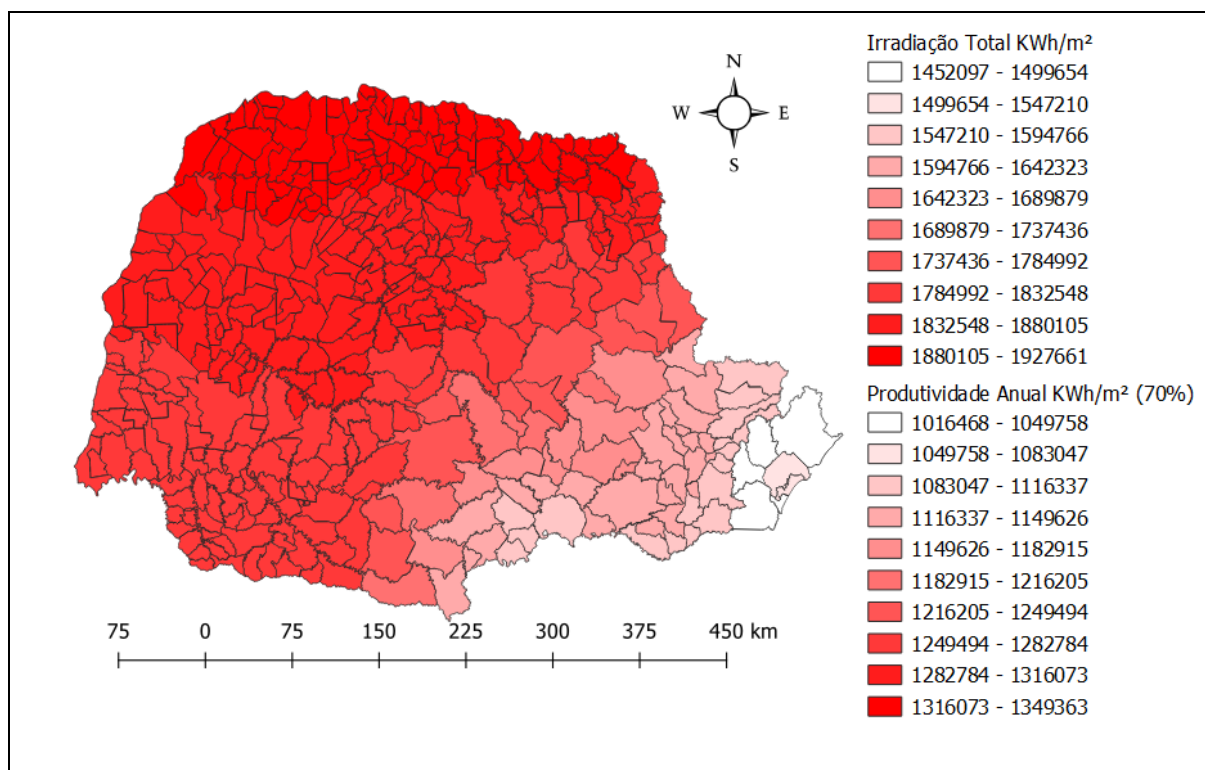 N
W E
S
Irradiação Total KWh/m²
1452097 - 1499654
1499654 - 1547210
1547210 - 1594766
1594766 - 1642323
1642323 - 1689879
1689879 - 1737436
1737436 - 1784992
1784992 - 1832548
1832548 - 1880105
1880105 - 1927661
Produtividade Anual KWh/m² (70%)
1016468 - 1049758
1049758 - 1083047
1083047 - 1116337
1116337 - 1149626
1149626 - 1182915
1182915 - 1216205
1216205 - 1249494
1249494 - 1282784
1282784 - 1316073
1316073 - 1349363
75 0 75 150 225 300 375 450 km